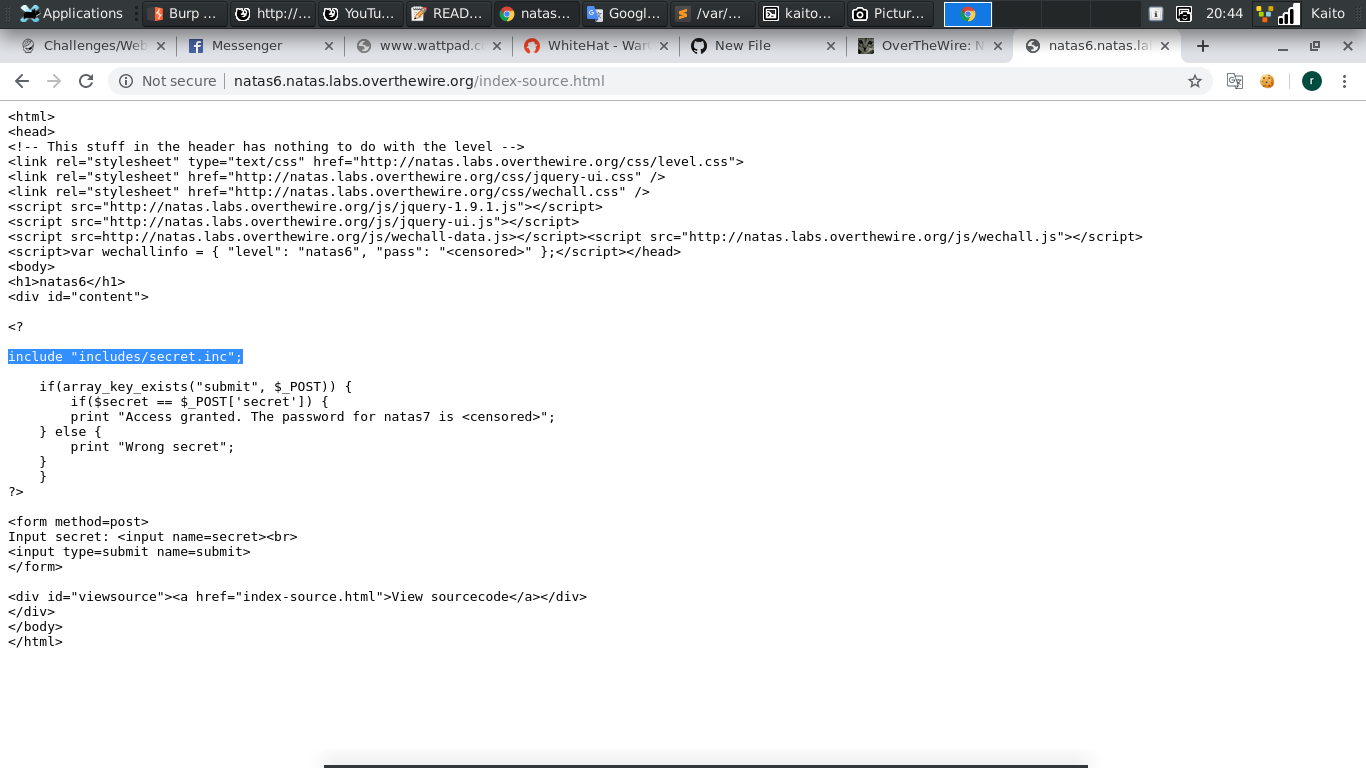 Applications Burp ... http://... YouTu... READ... natas... Googl... /var/... kaito... Pictur... 20:44 Kaito
Challenges/Web Messenger www.wattpad.c WhiteHat - War New File OverTheWire: N natas6.natas.la
Not secure natas6.natas.labs.overthewire.org/index-source.html r
<html>
<head>
<!-- This stuff in the header has nothing to do with the level -->
<link rel="stylesheet" type="text/css" href="http://natas.labs.overthewire.org/css/level.css">
<link rel="stylesheet" href="http://natas.labs.overthewire.org/css/jquery-ui.css" />
<link rel="stylesheet" href="http://natas.labs.overthewire.org/css/wechall.css" />
<script src="http://natas.labs.overthewire.org/js/jquery-1.9.1.js"></script>
<script src="http://natas.labs.overthewire.org/js/jquery-ui.js"></script>
<script src=http://natas.labs.overthewire.org/js/wechall-data.js></script><script src="http://natas.labs.overthewire.org/js/wechall.js"></script>
<script>var wechallinfo = { "level": "natas6", "pass": "<censored>" };</script></head>
<body>
<h1>natas6</h1>
<div id="content">
<?
include "includes/secret.inc";
if(array_key_exists("submit", $_POST)) {
if($secret == $_POST['secret']) {
print "Access granted. The password for natas7 is <censored>";
} else {
print "Wrong secret";
}
}
?>
<form method=post>
Input secret: <input name=secret><br>
<input type=submit name=submit>
</form>
<div id="viewsource"><a href="index-source.html">View sourcecode</a></div>
</div>
</body>
</html>